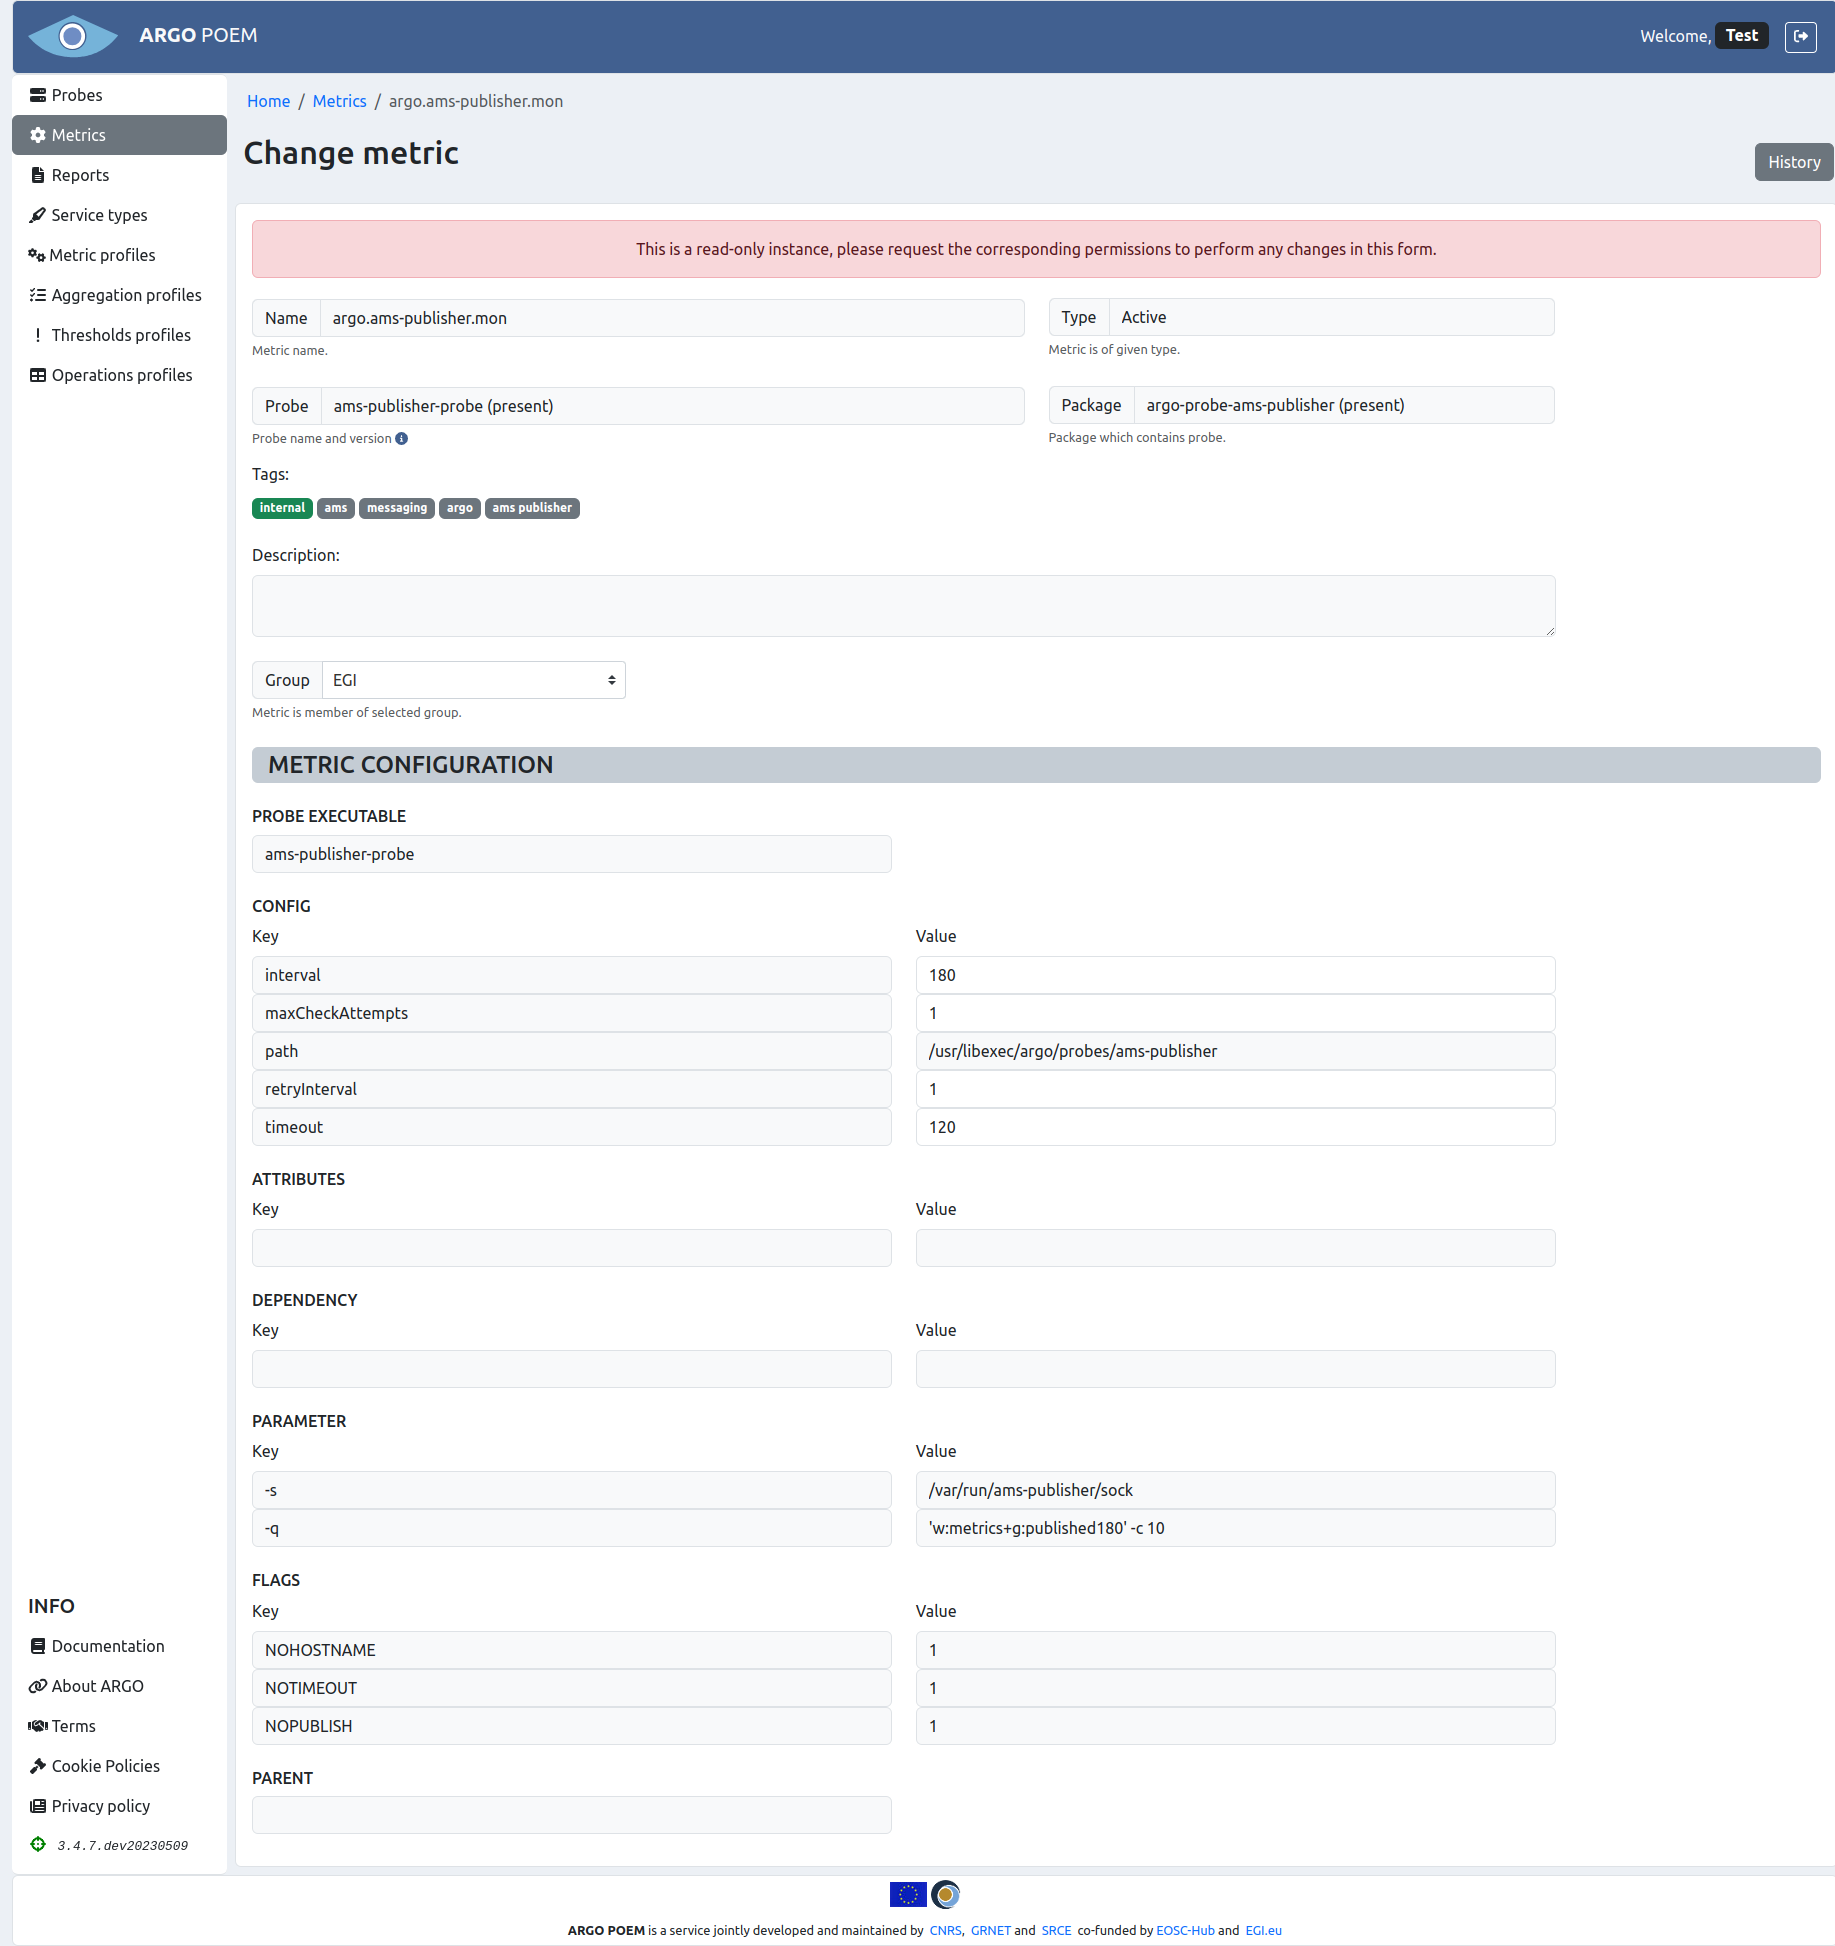 ARGO POEM
Welcome, Test
Probes
Metrics
Reports
Service types
Metric profiles
Aggregation profiles
Thresholds profiles
Operations profiles
Home / Metrics / argo.ams-publisher.mon
Change metric
History
This is a read-only instance, please request the corresponding permissions to perform any changes in this form.
Name argo.ams-publisher.mon
Type Active
Metric name.
Metric is of given type.
Probe ams-publisher-probe (present)
Package argo-probe-ams-publisher (present)
Probe name and version
Package which contains probe.
Tags:
internal ams messaging argo ams publisher
Description:
Group EGI
Metric is member of selected group.
METRIC CONFIGURATION
PROBE EXECUTABLE
ams-publisher-probe
CONFIG
Key Value
interval 180
maxCheckAttempts 1
path /usr/libexec/argo/probes/ams-publisher
retryInterval 1
timeout 120
ATTRIBUTES
Key Value
DEPENDENCY
Key Value
PARAMETER
Key Value
-s /var/run/ams-publisher/sock
-q 'w:metrics+g:published180' -c 10
FLAGS
Key Value
NOHOSTNAME 1
NOTIMEOUT 1
NOPUBLISH 1
PARENT
INFO
Documentation
About ARGO
Terms
Cookie Policies
Privacy policy
3.4.7.dev20230509
ARGO POEM is a service jointly developed and maintained by CNRS, GRNET and SRCE co-funded by EOSC-Hub and EGI.eu